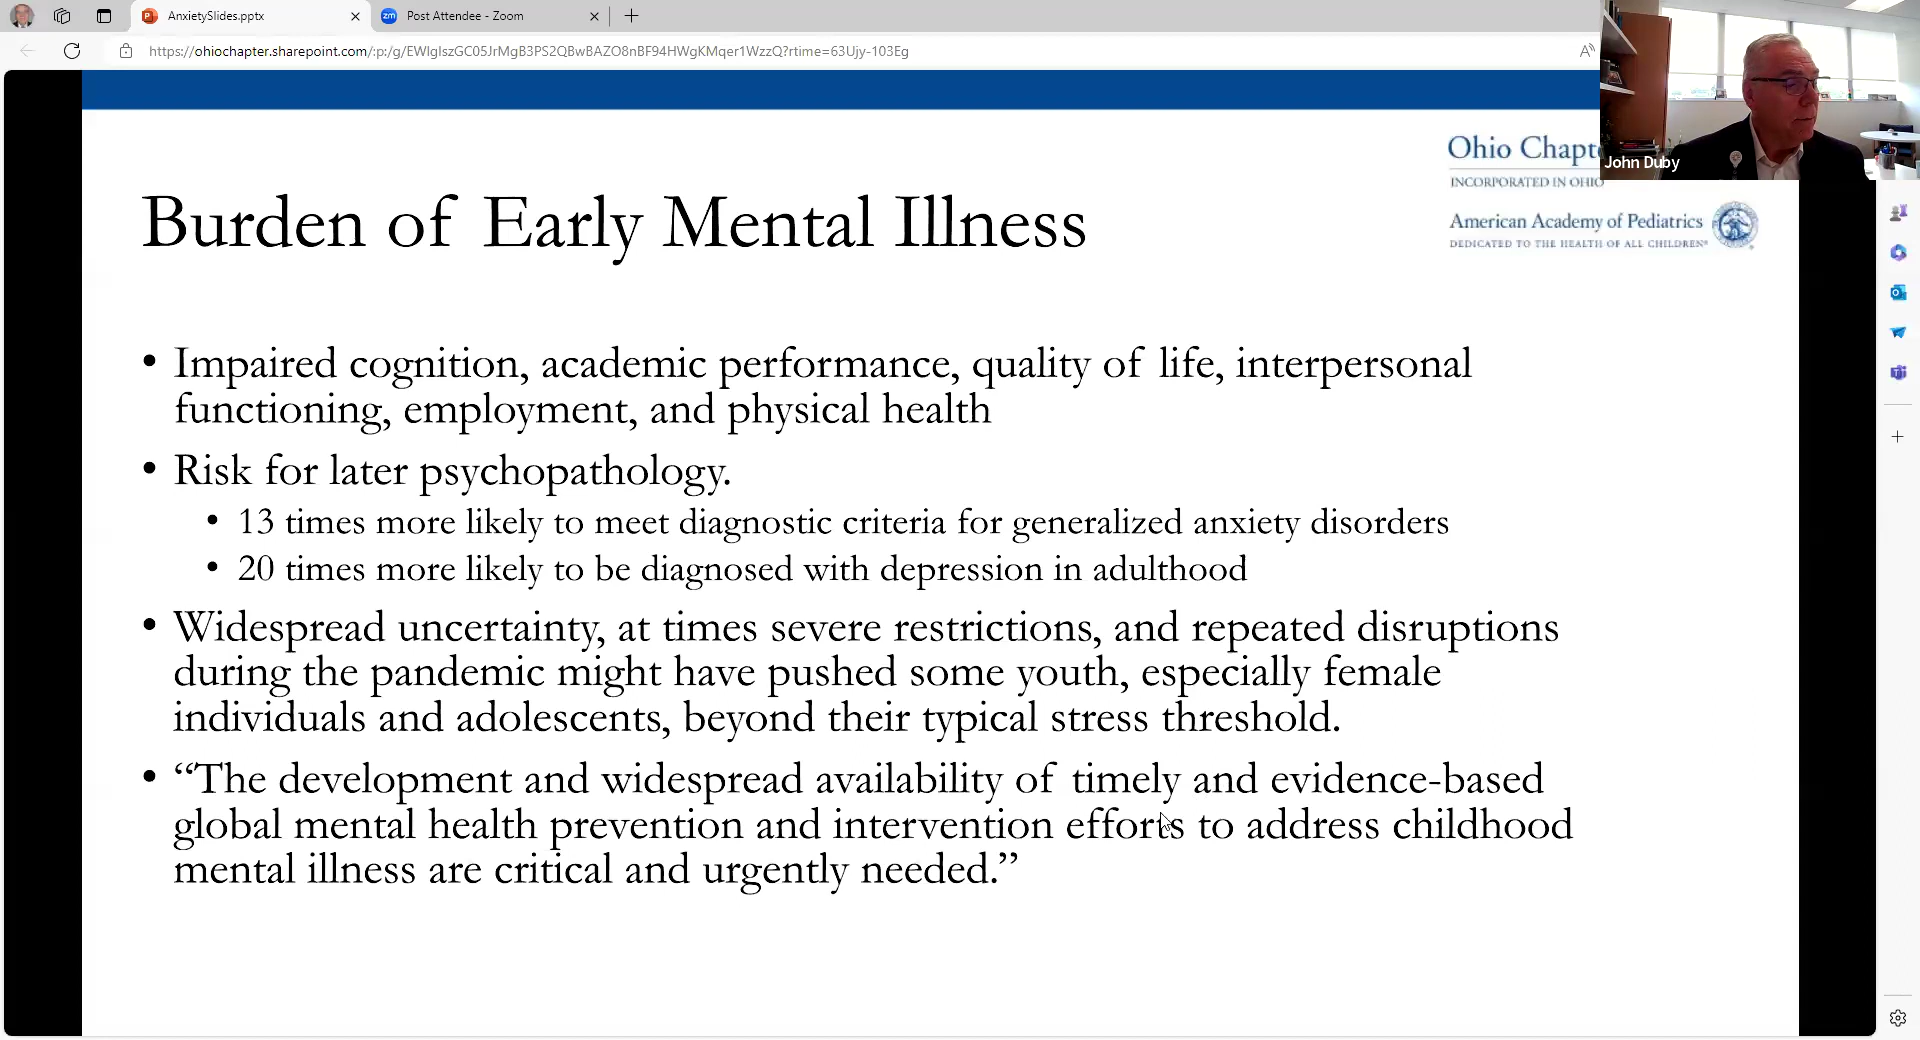 AnxietySlides.pptx
zm Post Attendee - Zoom
https://ohiochapter.sharepoint.com/:p:/g/EWIgIszGC05JrMgB3PS2QBwBAZO8nBF94HWgKMqer1WzzQ?rtime=63Ujy-103Eg
John Duby
Ohio Chapt
INCORPORATED IN OHIO
American Academy of Pediatrics
DEDICATED TO THE HEALTH OF ALL CHILDREN®
Burden of Early Mental Illness
• Impaired cognition, academic performance, quality of life, interpersonal
functioning, employment, and physical health
• Risk for later psychopathology.
• 13 times more likely to meet diagnostic criteria for generalized anxiety disorders
• 20 times more likely to be diagnosed with depression in adulthood
• Widespread uncertainty, at times severe restrictions, and repeated disruptions
during the pandemic might have pushed some youth, especially female
individuals and adolescents, beyond their typical stress threshold.
• “The development and widespread availability of timely and evidence-based
global mental health prevention and intervention efforts to address childhood
mental illness are critical and urgently needed.”